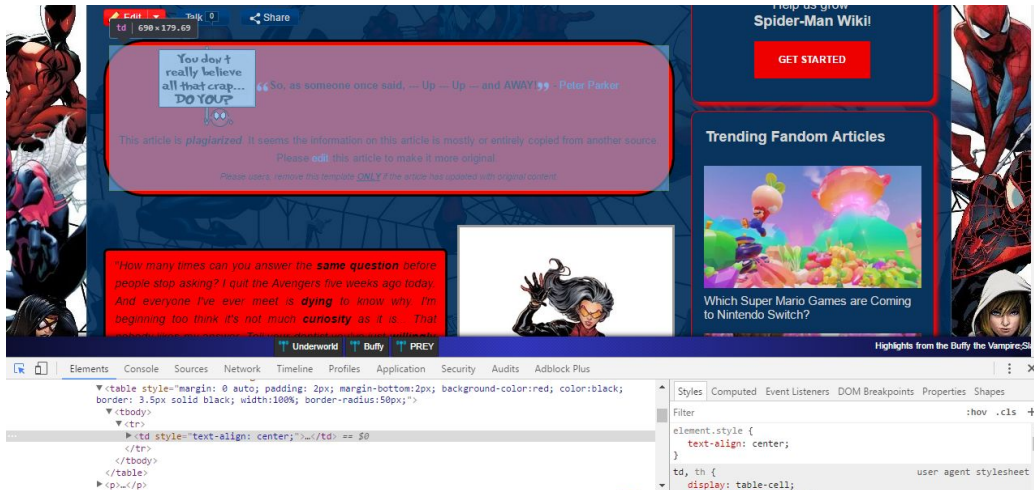 Edit
Talk 0
Share
td 690×179.69
You don't
really believe
all that crap...
DO YOU?
So, as someone once said, — Up — Up — and AWAY! - Peter Parker
This article is plagiarized. It seems the information on this article is mostly or entirely copied from another source.
Please edit this article to make it more original.
Please users, remove this template ONLY if the article has updated with original content.
"How many times can you answer the same question before
people stop asking? I quit the Avengers five weeks ago today.
And everyone I've ever meet is dying to know why. I'm
beginning too think it's not much curiosity as it is... That
Help us grow
Spider-Man Wiki!
GET STARTED
Trending Fandom Articles
Which Super Mario Games are Coming
to Nintendo Switch?
Underworld Buffy PREY
Highlights from the Buffy the Vampire Sla
Elements Console Sources Network Timeline Profiles Application Security Audits Adblock Plus
▼<table style="margin: 0 auto; padding: 2px; margin-bottom:2px; background-color:red; color:black;
border: 3.5px solid black; width:100%; border-radius:50px;">
▼<tbody>
▼<tr>
... ▶<td style="text-align: center;">…</td> == $0
</tr>
</tbody>
</table>
▶<p>…</p>
Styles Computed Event Listeners DOM Breakpoints Properties Shapes
Filter :hov .cls +
element.style {
text-align: center;
}
td, th { user agent stylesheet
display: table-cell;